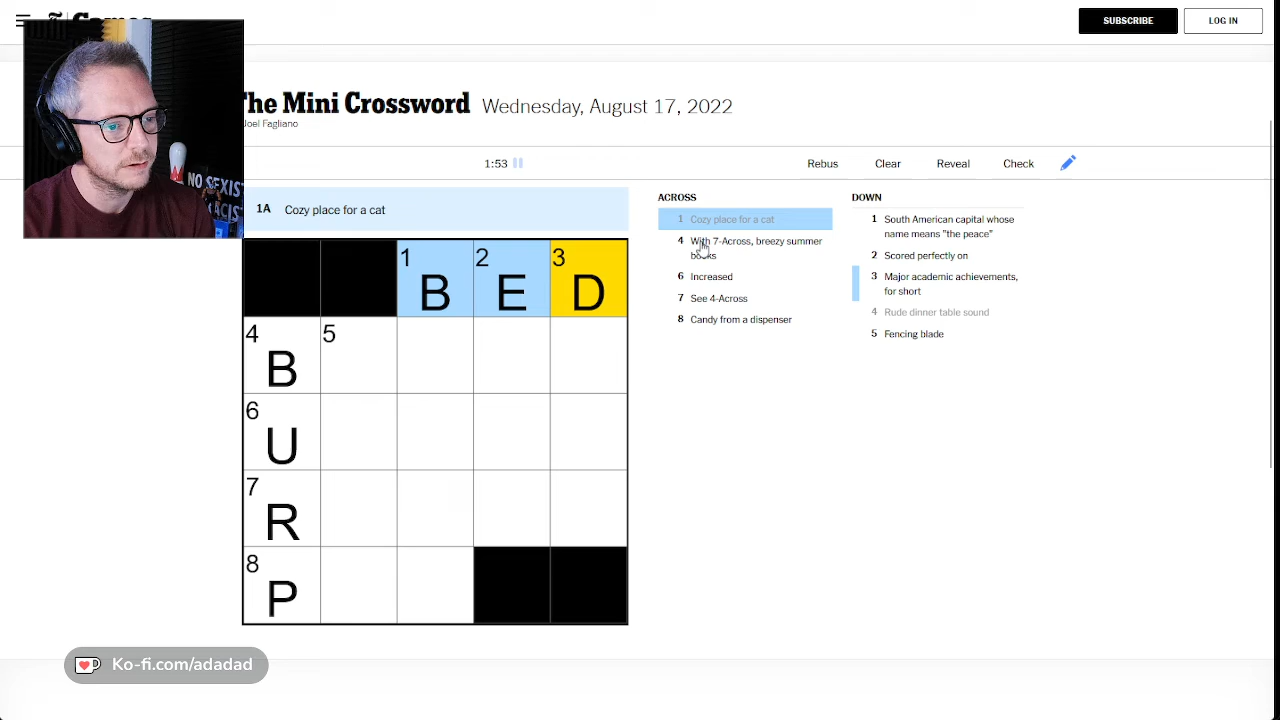 Games
SUBSCRIBE
LOG IN
The Mini Crossword Wednesday, August 17, 2022
Joel Fagliano
1:53
Rebus
Clear
Reveal
Check
NO SEXIST
1A Cozy place for a cat
ACROSS
1 Cozy place for a cat
4 With 7-Across, breezy summer
books
6 Increased
7 See 4-Across
8 Candy from a dispenser
DOWN
1 South American capital whose
name means "the peace"
2 Scored perfectly on
3 Major academic achievements,
for short
4 Rude dinner table sound
5 Fencing blade
1 2 3
B E D
4 5
B
6
U
7
R
8
P
Ko-fi.com/adadad